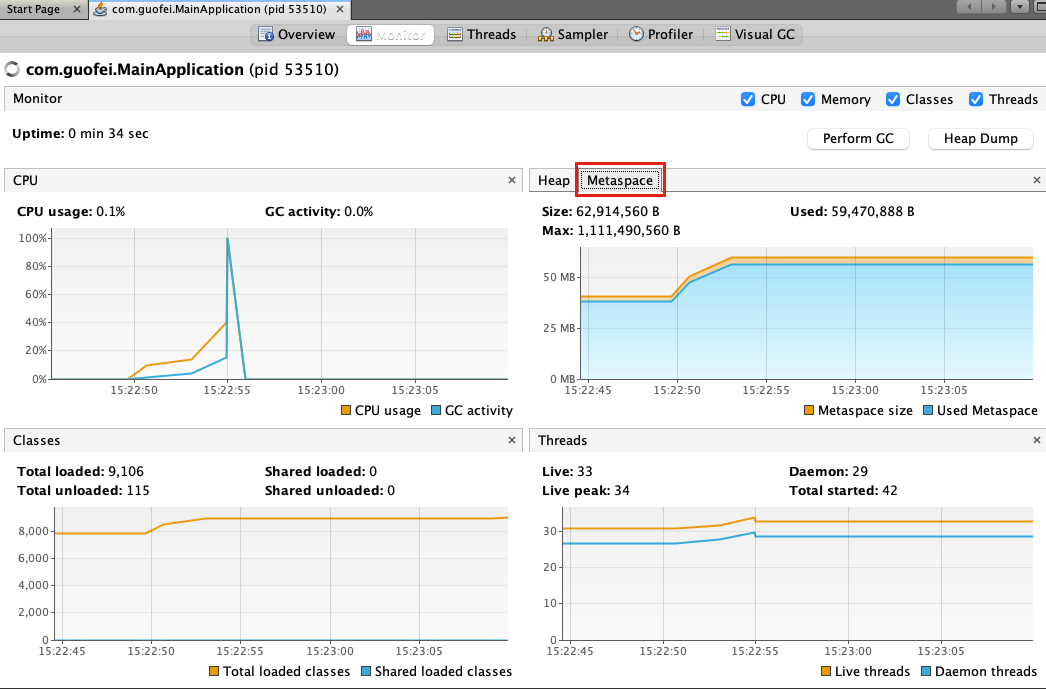 Start Page
com.guofei.MainApplication (pid 53510)
Overview Monitor Threads Sampler Profiler Visual GC
com.guofei.MainApplication (pid 53510)
Monitor
CPU Memory Classes Threads
Uptime: 0 min 34 sec
Perform GC Heap Dump
CPU
CPU usage: 0.1% GC activity: 0.0%
100%
80%
60%
40%
20%
0%
15:22:50 15:22:55 15:23:00 15:23:05
CPU usage GC activity
Heap Metaspace
Size: 62,914,560 B Used: 59,470,888 B
Max: 1,111,490,560 B
50 MB
25 MB
0 MB
15:22:45 15:22:50 15:22:55 15:23:00 15:23:05
Metaspace size Used Metaspace
Classes
Total loaded: 9,106 Shared loaded: 0
Total unloaded: 115 Shared unloaded: 0
8,000
6,000
4,000
2,000
0
15:22:45 15:22:50 15:22:55 15:23:00 15:23:05
Total loaded classes Shared loaded classes
Threads
Live: 33 Daemon: 29
Live peak: 34 Total started: 42
30
20
10
0
15:22:45 15:22:50 15:22:55 15:23:00 15:23:05
Live threads Daemon threads